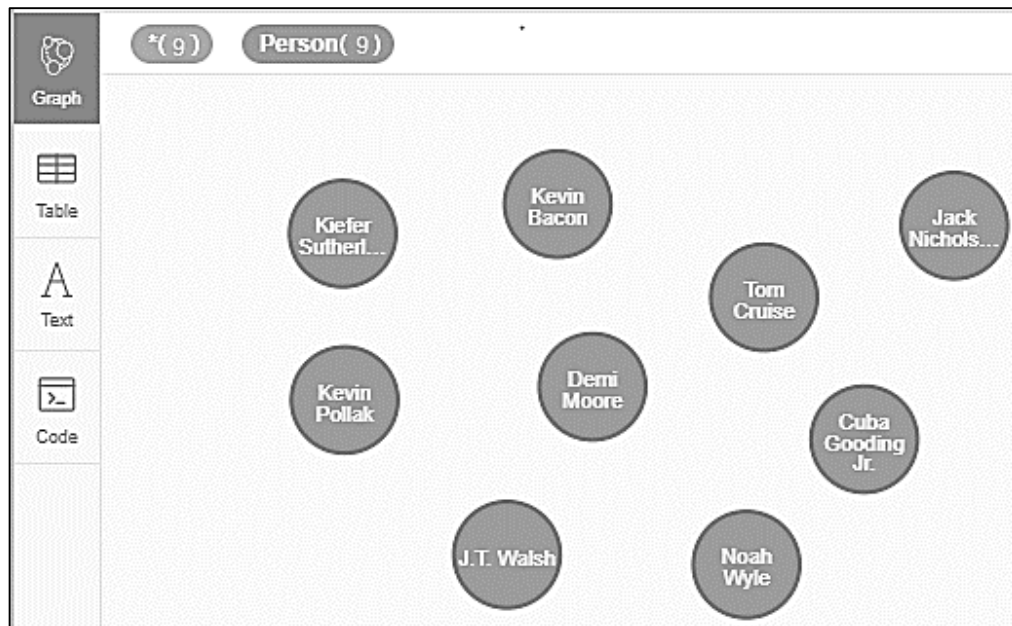 *( 9 ) Person( 9 )
Graph
Table
Text
Code
Kiefer
Sutherl...
Kevin
Bacon
Jack
Nichols...
Tom
Cruise
Kevin
Pollak
Demi
Moore
Cuba
Gooding
Jr.
J.T. Walsh
Noah
Wyle